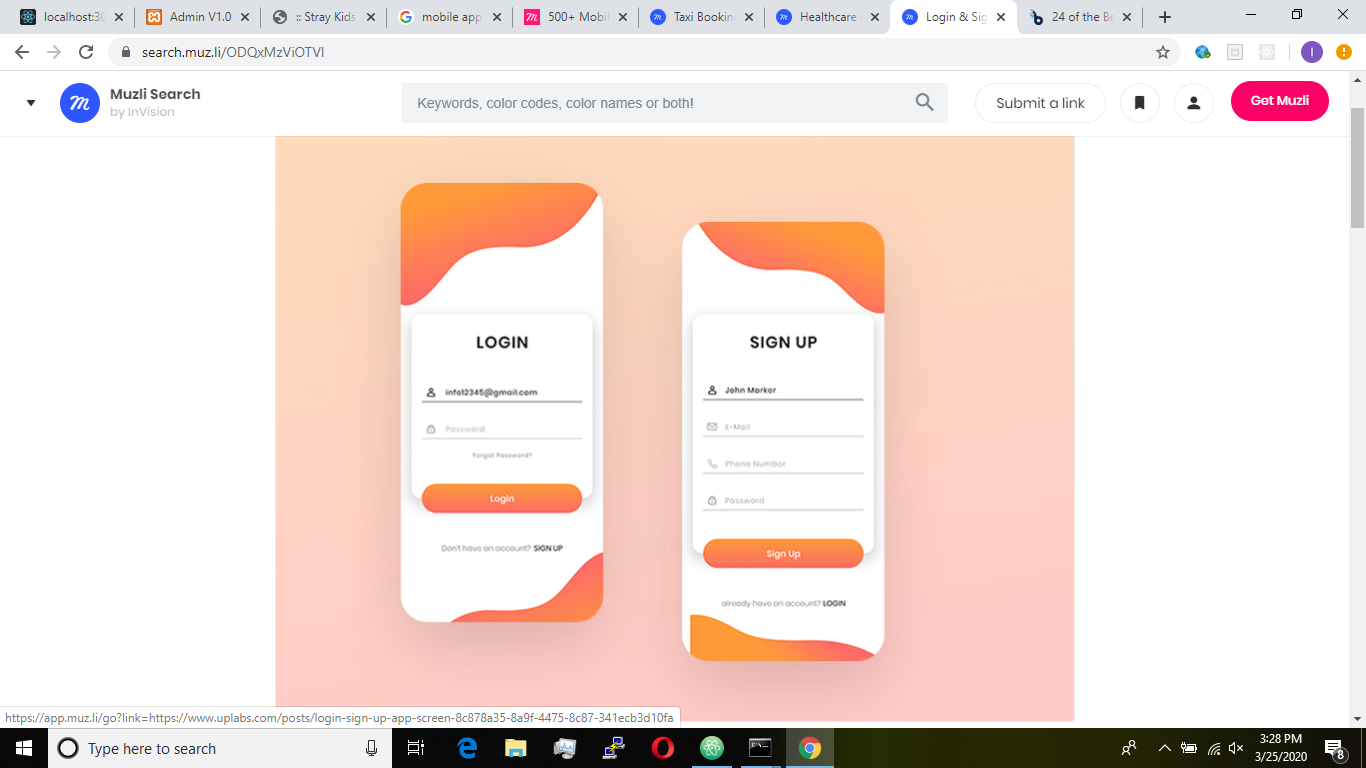 localhost:30
Admin V1.0
:: Stray Kids
mobile app
500+ Mobil
Taxi Bookin
Healthcare
Login & Sig
24 of the Be
search.muz.li/ODQxMzViOTVl
I
Muzli Search
by InVision
Keywords, color codes, color names or both!
Submit a link
Get Muzli
LOGIN
info12345@gmail.com
Password
Forgot Password?
Login
Don't have an account? SIGN UP
SIGN UP
John Morkor
E-Mail
Phone Number
Password
Sign Up
already have an account? LOGIN
https://app.muz.li/go?link=https://www.uplabs.com/posts/login-sign-up-app-screen-8c878a35-8a9f-4475-8c87-341ecb3d10fa
Type here to search
3:28 PM
3/25/2020
8